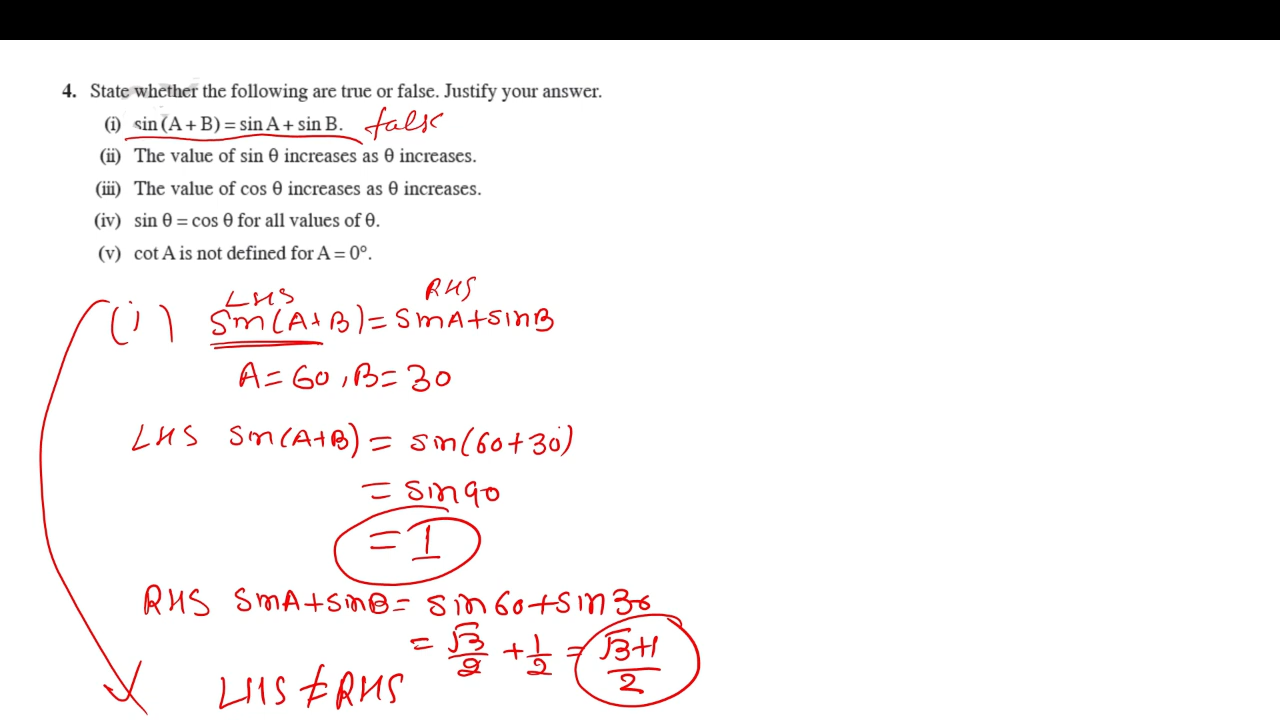 4. State whether the following are true or false. Justify your answer.
(i) sin (A + B) = sin A + sin B. false
(ii) The value of sin θ increases as θ increases.
(iii) The value of cos θ increases as θ increases.
(iv) sin θ = cos θ for all values of θ.
(v) cot A is not defined for A = 0°.
LHS RHS
(i) sin(A+B)=sinA+sinB
A=60, B=30
LHS sin(A+B) = sin(60+30)
= sin90
= 1
RHS sinA+sinB= sin60+sin30
= √3/2 + 1/2 = √3+1/2
LHS ≠ RHS